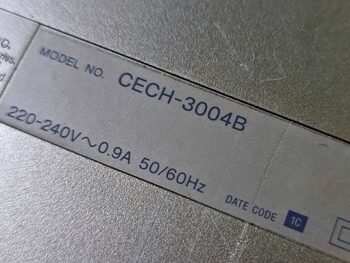 C.
MODEL NO. CECH-3004B
220-240V～0.9A 50/60Hz
DATE CODE 1C